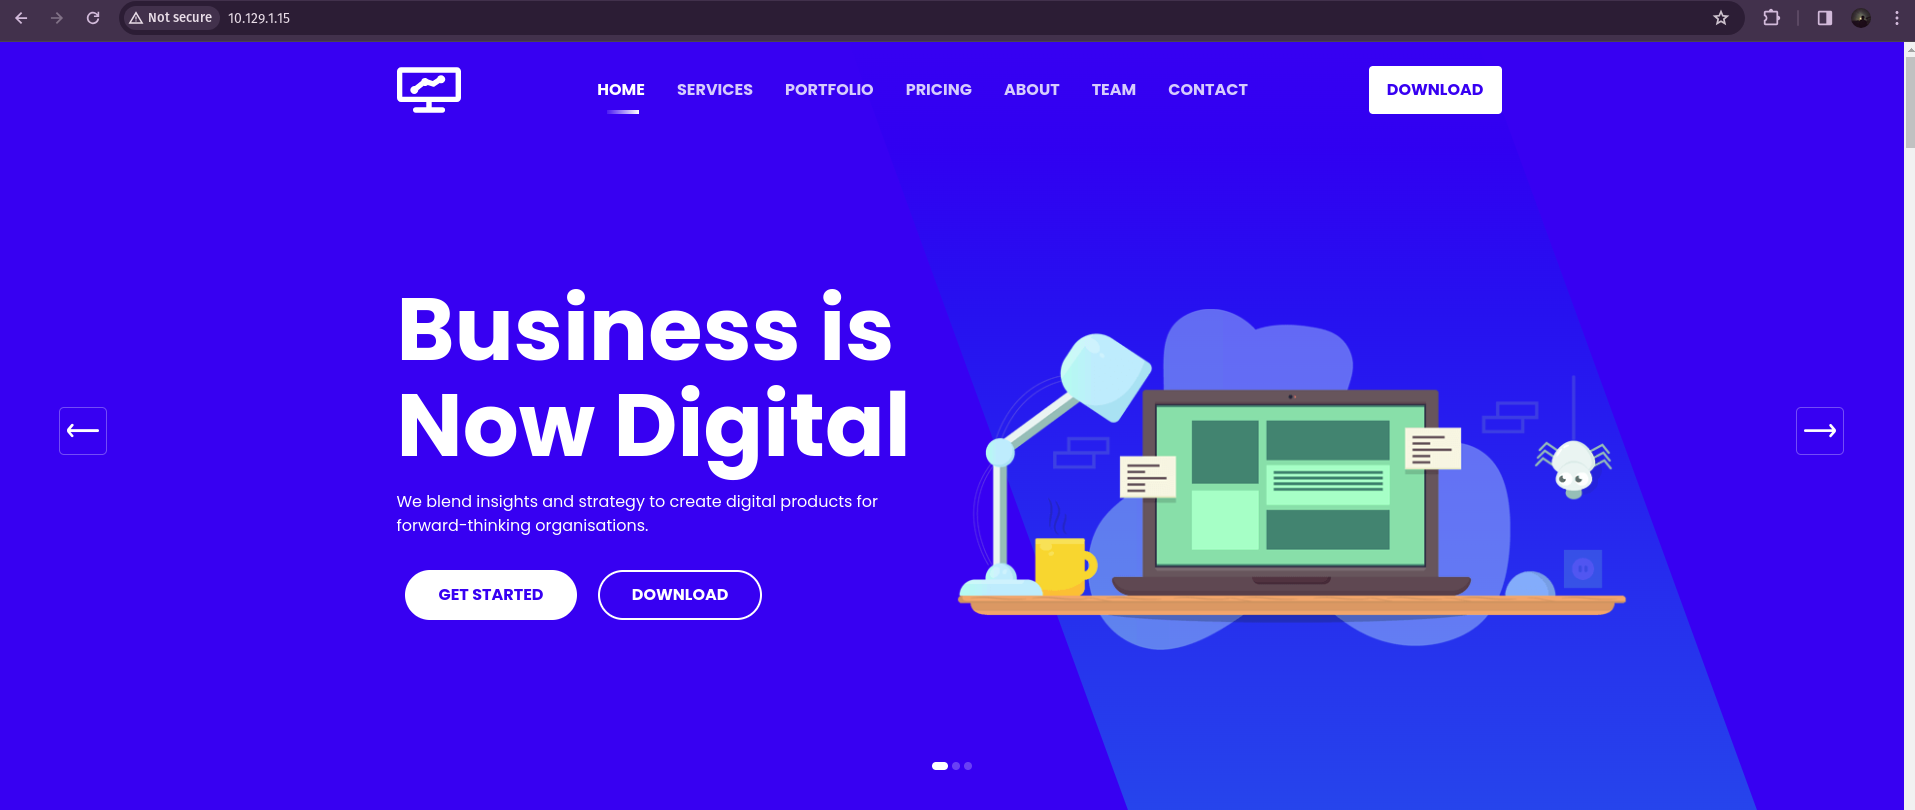 Not secure 10.129.1.15
HOME SERVICES PORTFOLIO PRICING ABOUT TEAM CONTACT DOWNLOAD
Business is
Now Digital
We blend insights and strategy to create digital products for
forward-thinking organisations.
GET STARTED DOWNLOAD